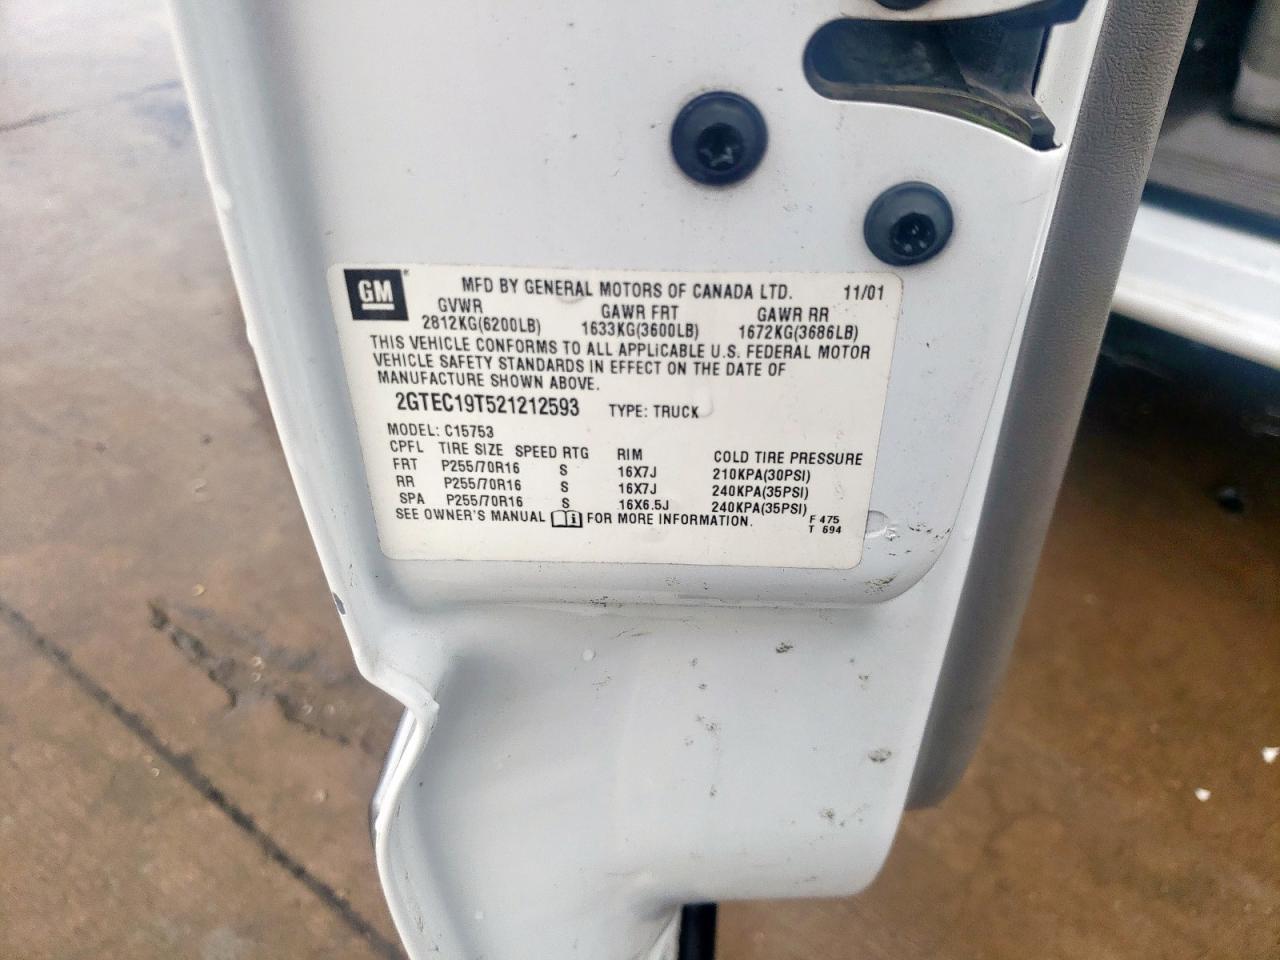 GM MFD BY GENERAL MOTORS OF CANADA LTD. 11/01
GVWR GAWR FRT GAWR RR
2812KG(6200LB) 1633KG(3600LB) 1672KG(3686LB)
THIS VEHICLE CONFORMS TO ALL APPLICABLE U.S. FEDERAL MOTOR
VEHICLE SAFETY STANDARDS IN EFFECT ON THE DATE OF
MANUFACTURE SHOWN ABOVE.
2GTEC19T521212593 TYPE: TRUCK
MODEL: C15753
CPFL TIRE SIZE SPEED RTG RIM COLD TIRE PRESSURE
FRT P255/70R16 S 16X7J 210KPA(30PSI)
RR P255/70R16 S 16X7J 240KPA(35PSI)
SPA P255/70R16 S 16X6.5J 240KPA(35PSI)
SEE OWNER'S MANUAL FOR MORE INFORMATION. F 475
T 694